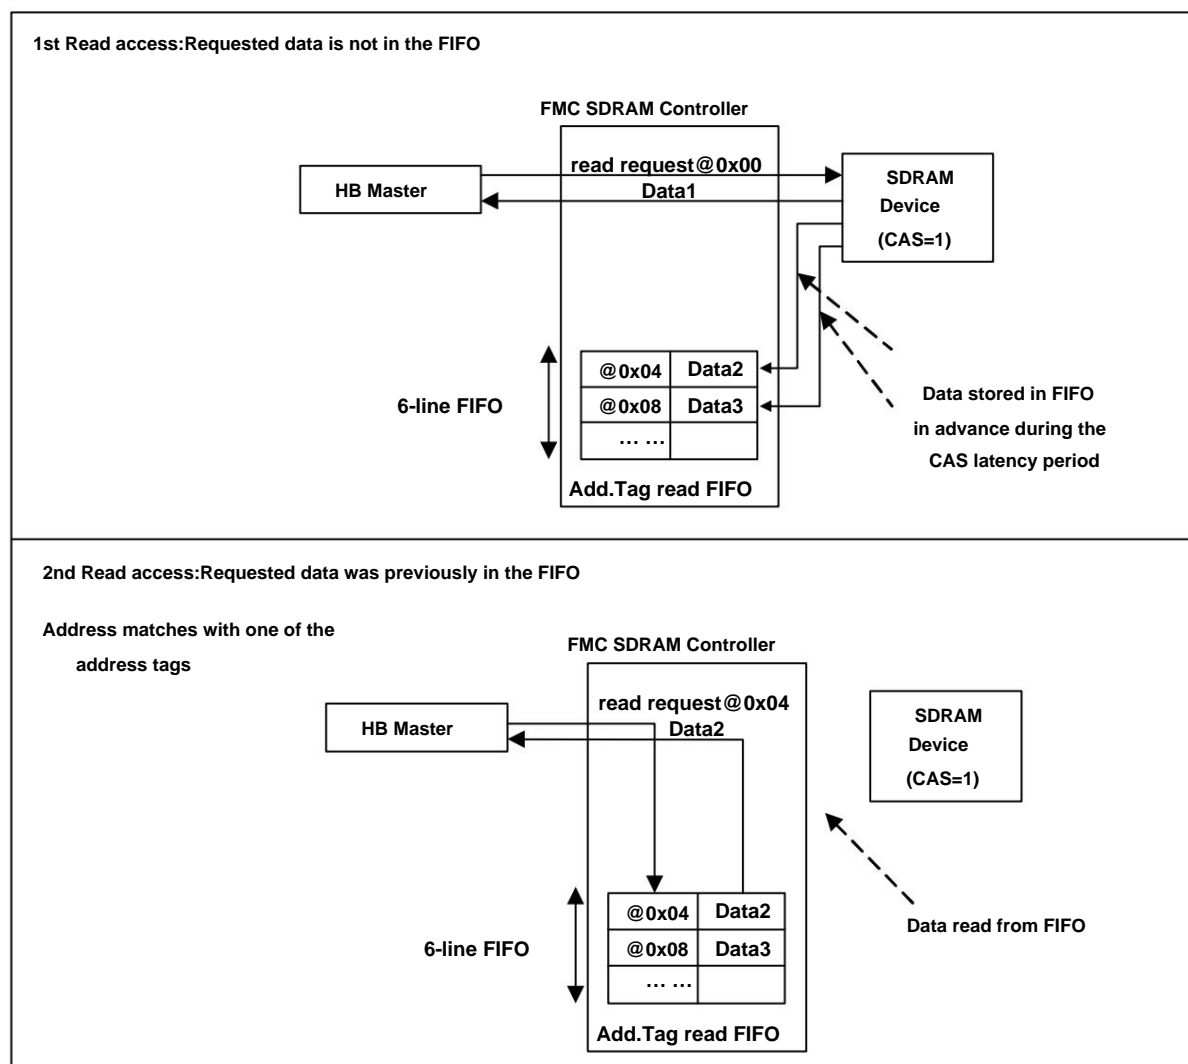 1st Read access:Requested data is not in the FIFO
FMC SDRAM Controller
read request@0x00
HB Master
Data1
SDRAM
Device
(CAS=1)
@0x04 Data2
6-line FIFO
@0x08 Data3
... ...
Data stored in FIFO
in advance during the
CAS latency period
Add.Tag read FIFO
2nd Read access:Requested data was previously in the FIFO
Address matches with one of the
address tags
FMC SDRAM Controller
read request@0x04
HB Master
Data2
SDRAM
Device
(CAS=1)
@0x04 Data2
6-line FIFO
@0x08 Data3
... ...
Data read from FIFO
Add.Tag read FIFO